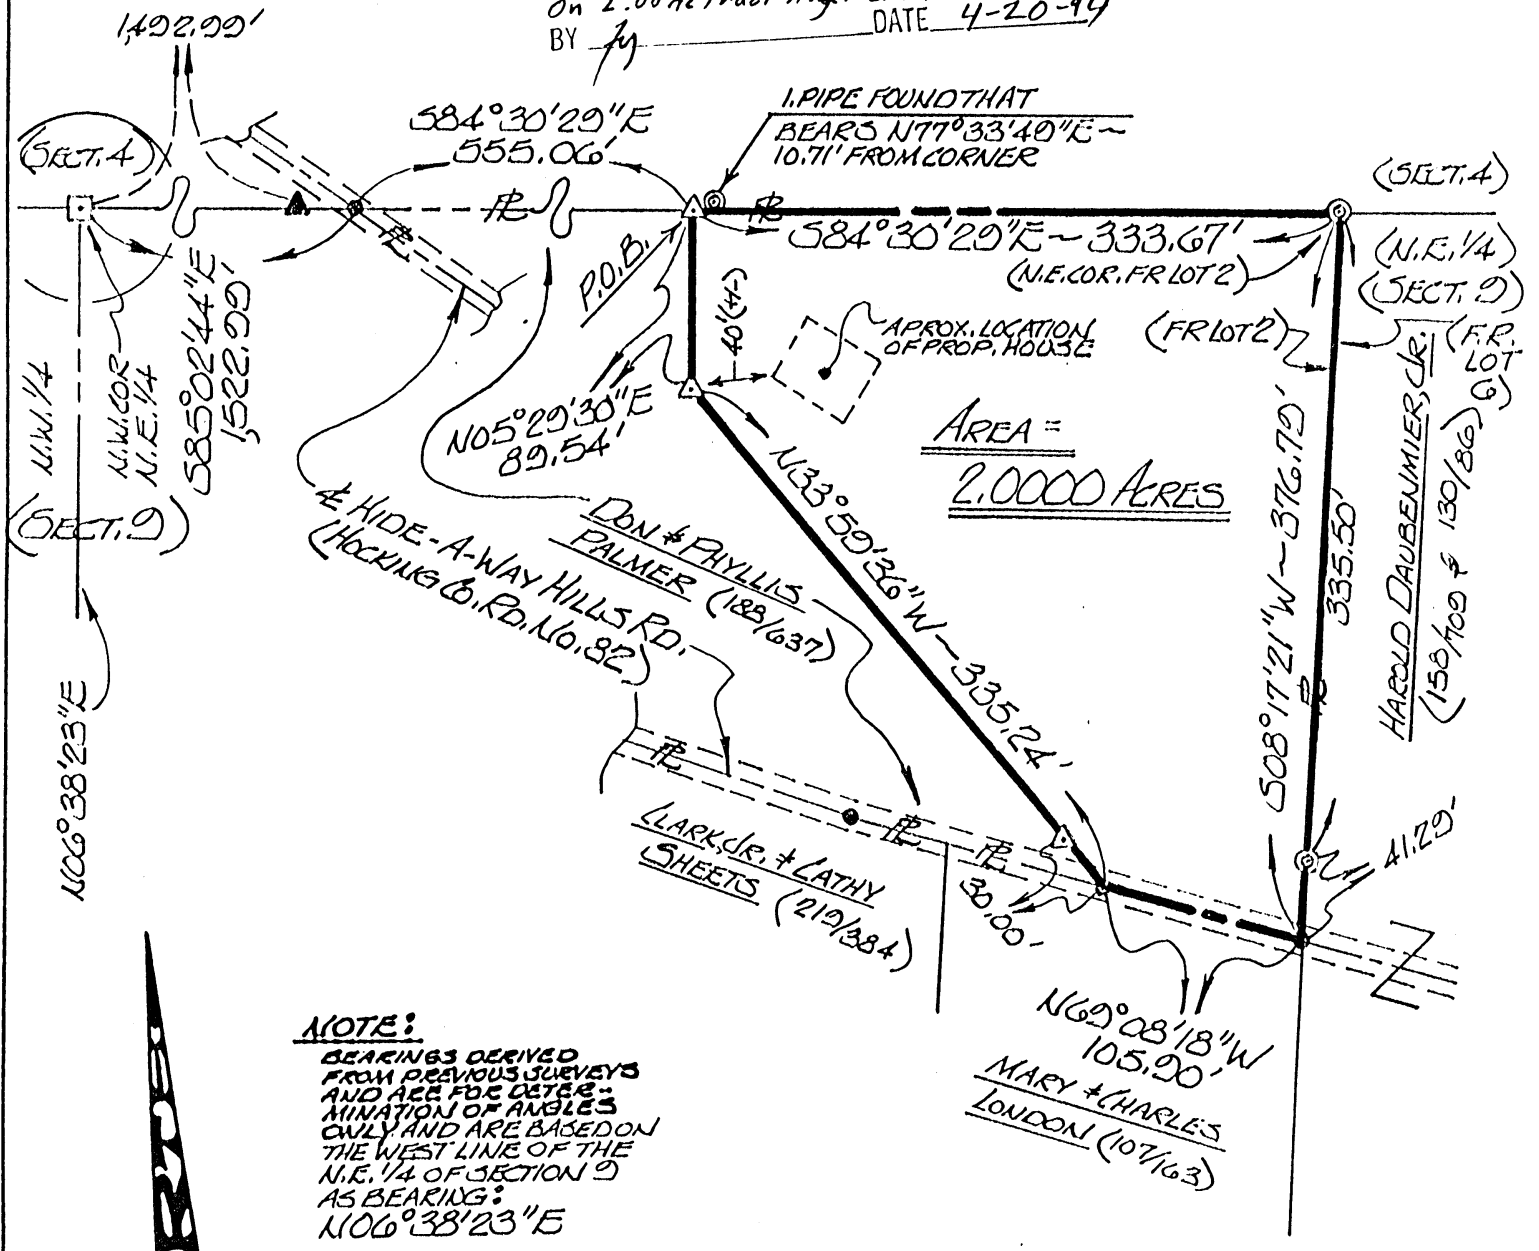 1,492.99'
BY
DATE 4-20-94
(SECT. 4)
S84°30'29"E
555.06'
1. PIPE FOUND THAT
BEARS N77°33'49"E ~
10.71' FROM CORNER
(SECT. 4)
P.O.B.
S84°30'29"E ~ 333.67'
(N.E. COR. FR LOT 2)
(N.E. 1/4)
(SECT. 9)
(F.R.
LOT
6)
40'(+-)
APROX. LOCATION
OF PROP. HOUSE
(FR LOT 2)
N.W. 1/4
(SECT. 9)
N.W. COR
N.E. 1/4
S85°02'44"E
1,522.99'
N05°29'30"E
89.54'
AREA =
2.0000 ACRES
N33°59'36"W ~ 335.24'
S08°17'21"W ~ 376.79'
335.50'
HAROLD DAUBENMIER, JR.
(158/709 & 130/86)
℄ HIDE-A-WAY HILLS RD.
(HOCKING CO. RD. NO. 82)
DON & PHYLLIS
PALMER (188/637)
N06°38'23"E
CLARK, JR. & CATHY
SHEETS (219/384)
30.00'
41.29-
N69°08'18"W
105.90'
MARY & CHARLES
LONDON (107/163)
NOTE:
BEARINGS DERIVED
FROM PREVIOUS SURVEYS
AND ARE FOR DETER-
MINATION OF ANGLES
ONLY AND ARE BASED ON
THE WEST LINE OF THE
N.E. 1/4 OF SECTION 9
AS BEARING:
N06°38'23"E